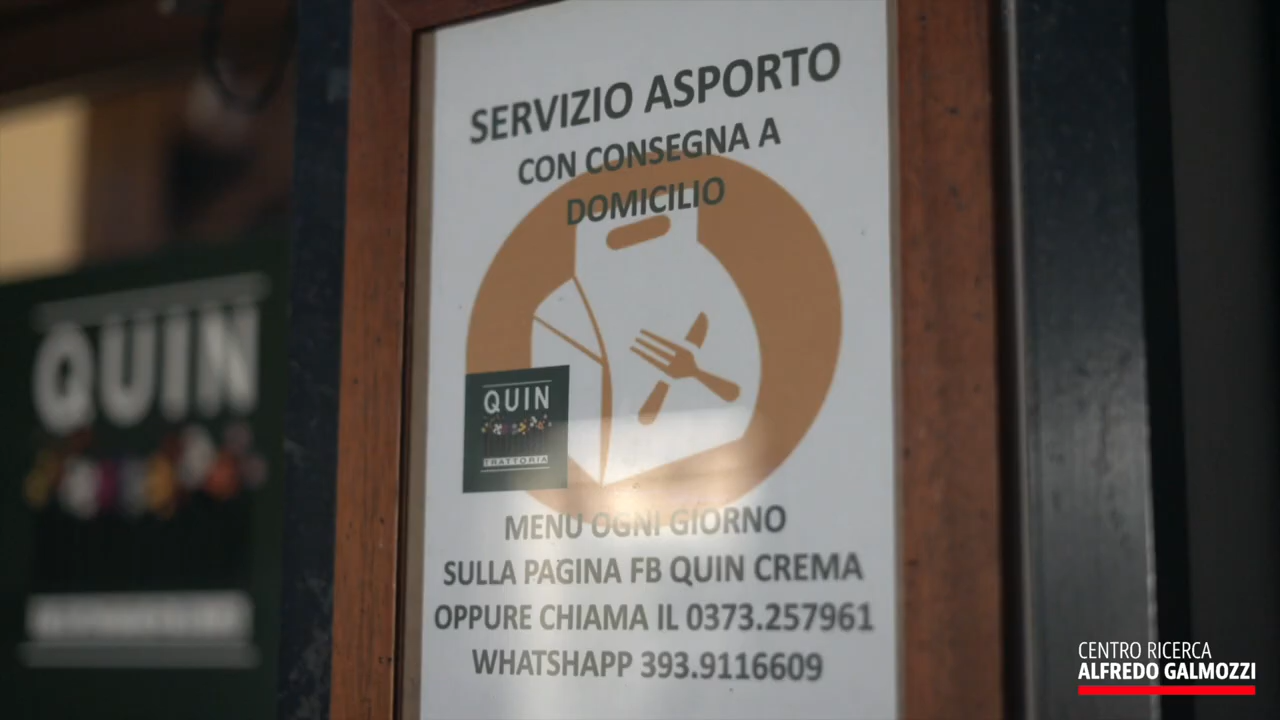 SERVIZIO ASPORTO
CON CONSEGNA A
DOMICILIO
QUIN
TRATTORIA
MENU OGNI GIORNO
SULLA PAGINA FB QUIN CREMA
OPPURE CHIAMA IL 0373.257961
WHATSHAPP 393.9116609
QUIN
CENTRO RICERCA
ALFREDO GALMOZZI